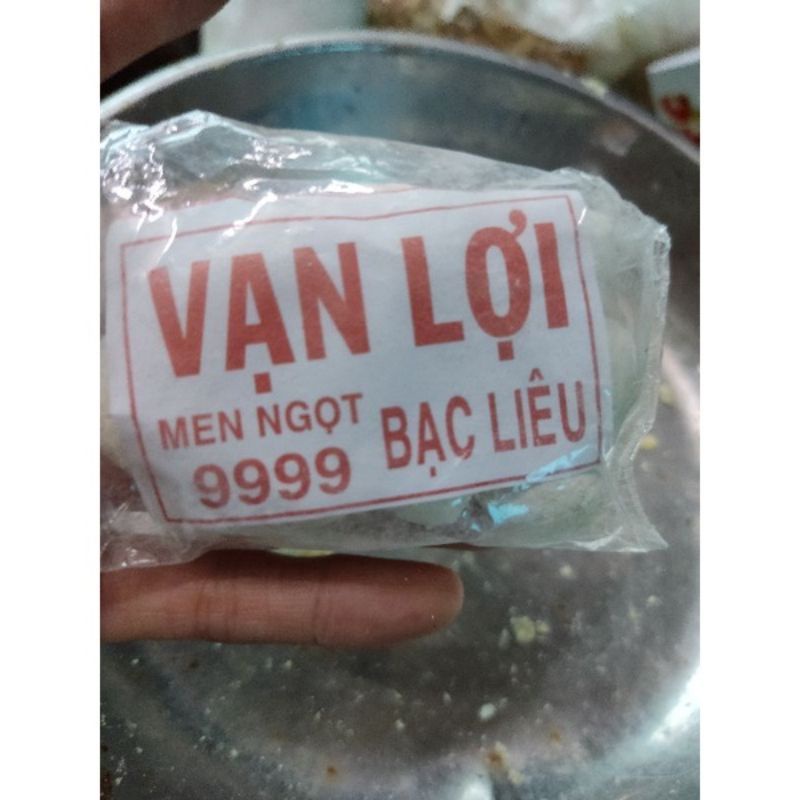 VẠN LỢI
MEN NGỌT
9999
BẠC LIÊU